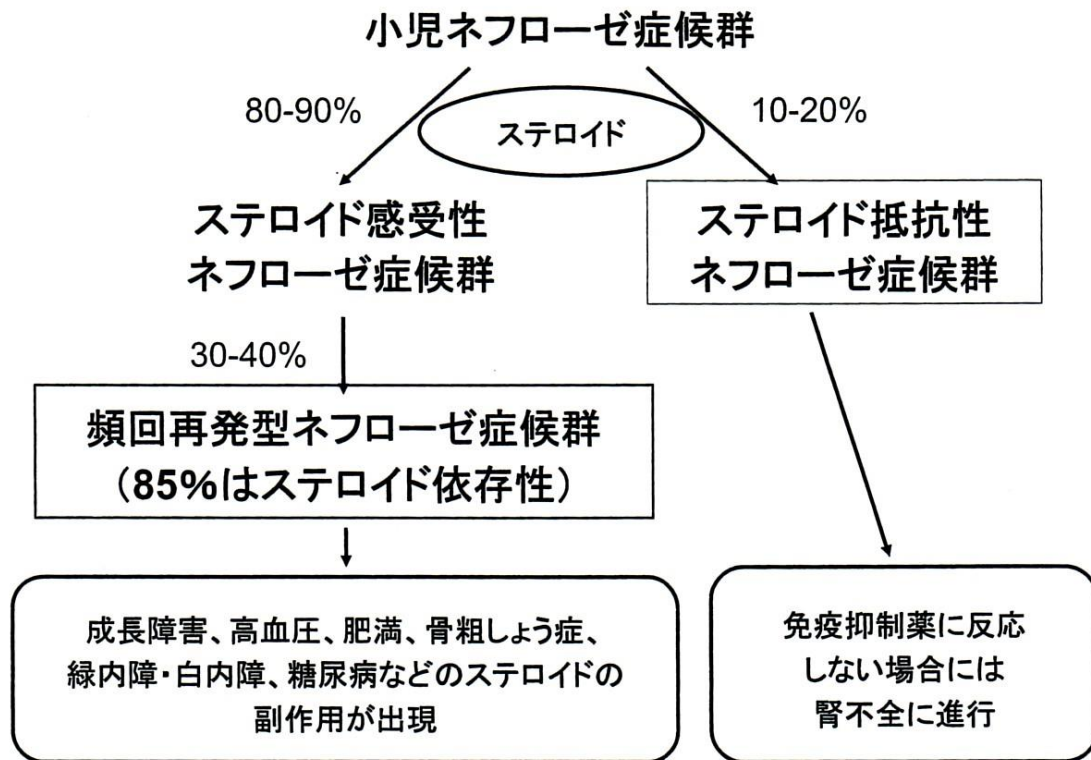 小児ネフローゼ症候群
80-90%
ステロイド
10-20%
ステロイド感受性
ネフローゼ症候群
ステロイド抵抗性
ネフローゼ症候群
30-40%
頻回再発型ネフローゼ症候群
(85%はステロイド依存性)
成長障害、高血圧、肥満、骨粗しょう症、
緑内障・白内障、糖尿病などのステロイドの
副作用が出現
免疫抑制薬に反応
しない場合には
腎不全に進行